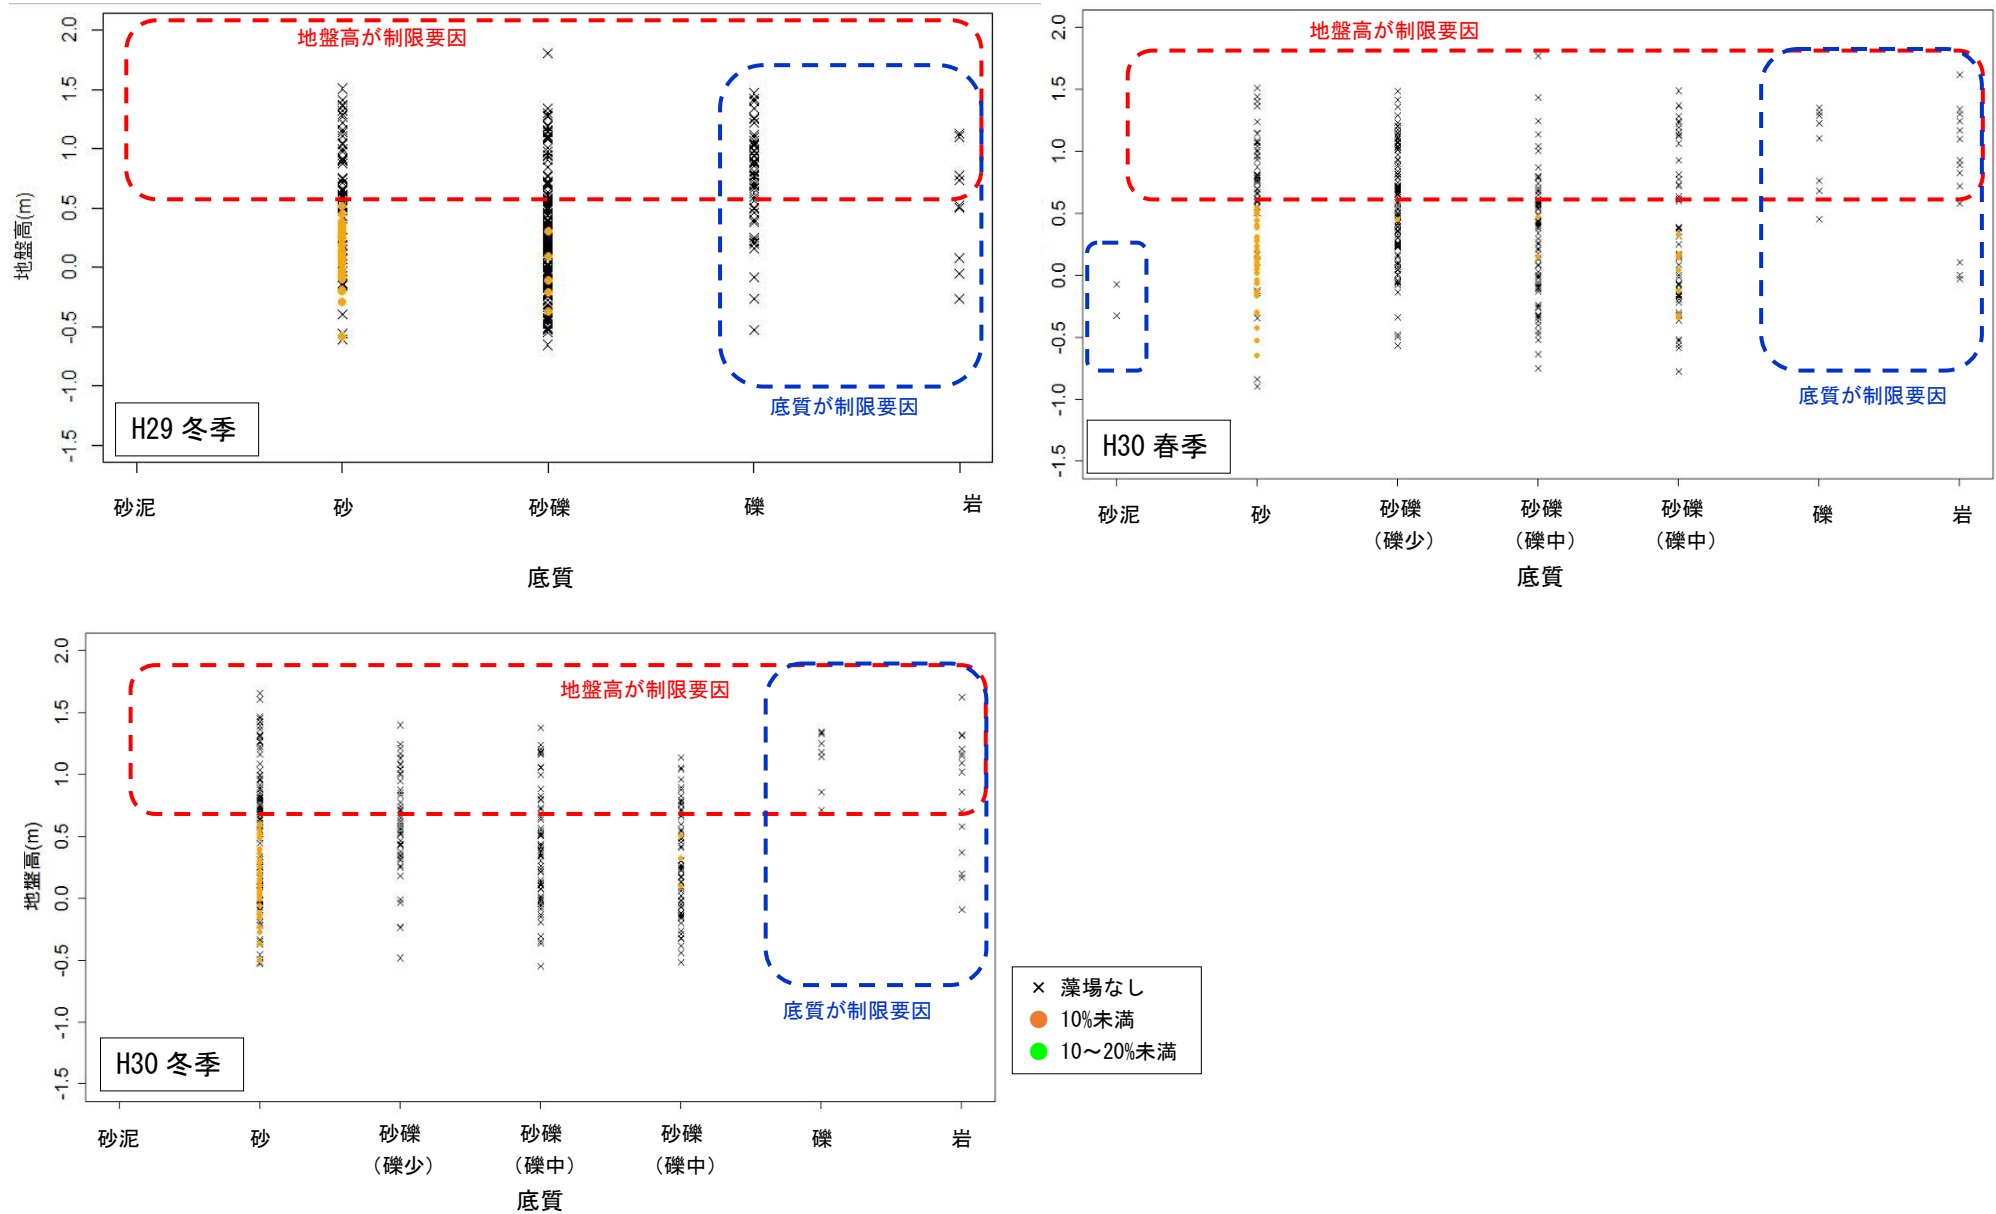 地盤高が制限要因
2.0
1.5
1.0
0.5
0.0
-0.5
-1.0
-1.5
地盤高(m)
底質が制限要因
H29 冬季
砂泥
砂
砂礫
礫
岩
底質
地盤高が制限要因
2.0
1.5
1.0
0.5
0.0
-0.5
-1.0
-1.5
底質が制限要因
H30 春季
砂泥
砂
砂礫
(礫少)
砂礫
(礫中)
砂礫
(礫中)
礫
岩
底質
2.0
1.5
1.0
0.5
0.0
-0.5
-1.0
-1.5
地盤高(m)
地盤高が制限要因
底質が制限要因
H30 冬季
砂泥
砂
砂礫
(礫少)
砂礫
(礫中)
砂礫
(礫中)
礫
岩
底質
× 藻場なし
10%未満
10～20%未満